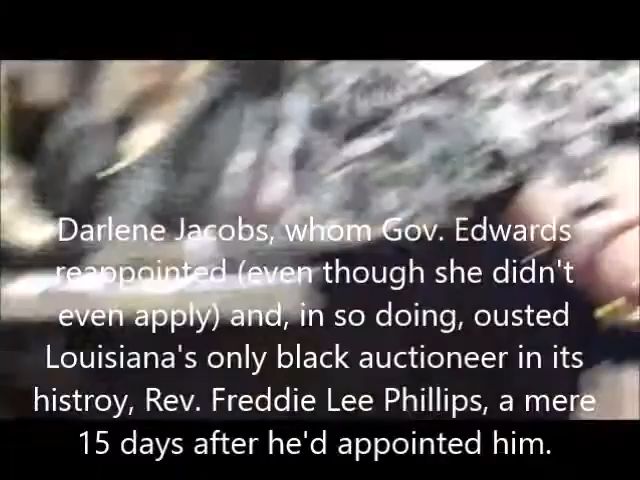 Darlene Jacobs, whom Gov. Edwards
reappointed (even though she didn't
even apply) and, in so doing, ousted
Louisiana's only black auctioneer in its
histroy, Rev. Freddie Lee Phillips, a mere
15 days after he'd appointed him.